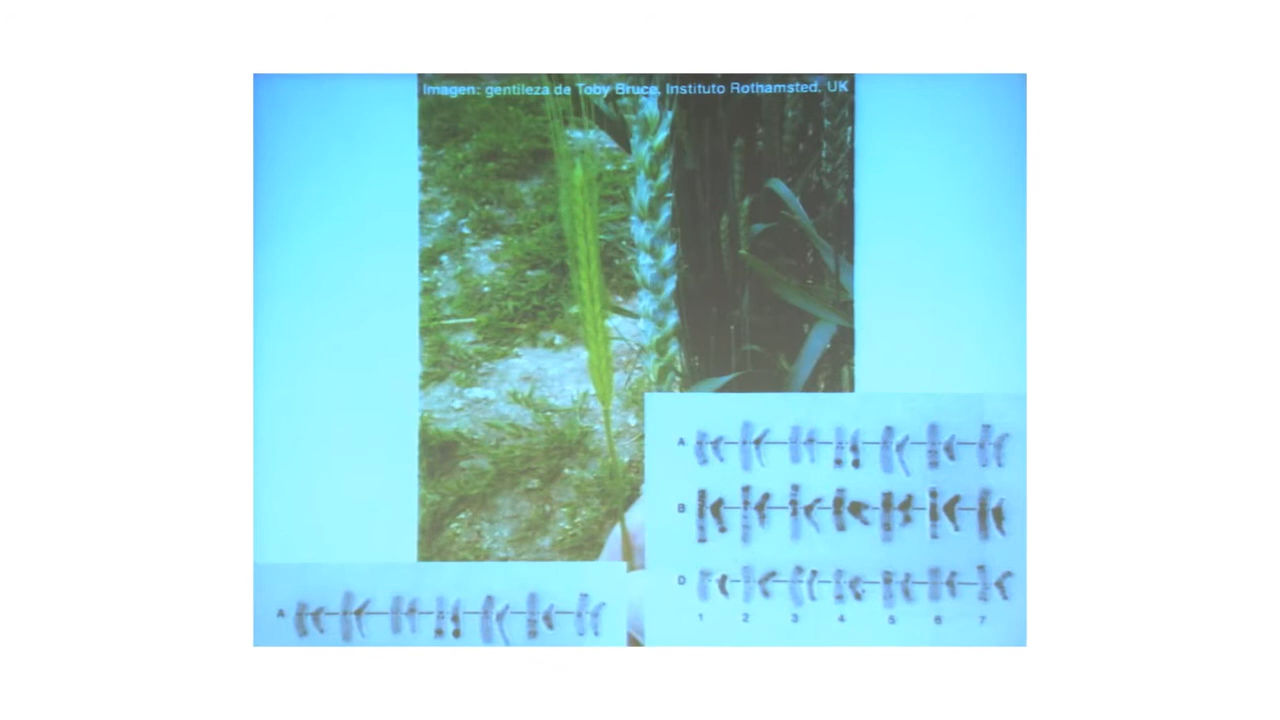 Imagen: gentileza de Toby Bruce, Instituto Rothamsted, UK
A
B
D
1 2 3 4 5 6 7
A